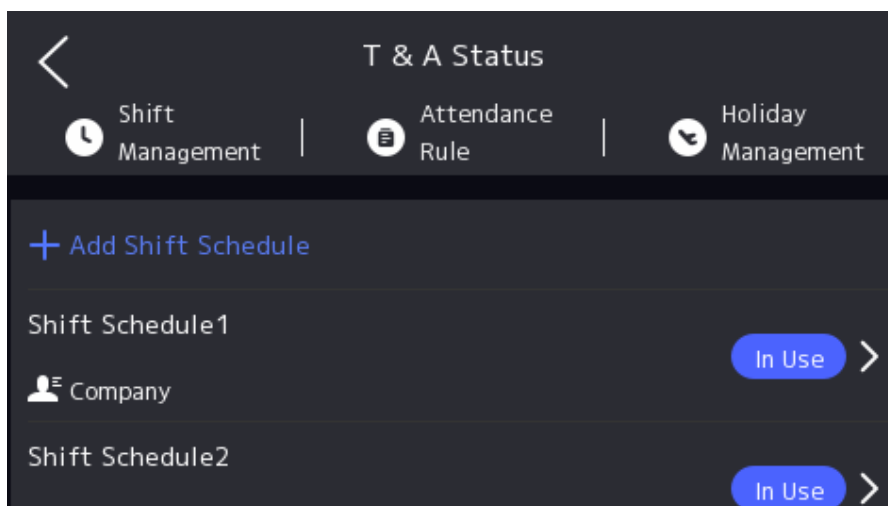 T & A Status
Shift
Management
Attendance
Rule
Holiday
Management
Add Shift Schedule
Shift Schedule1
In Use
Company
Shift Schedule2
In Use